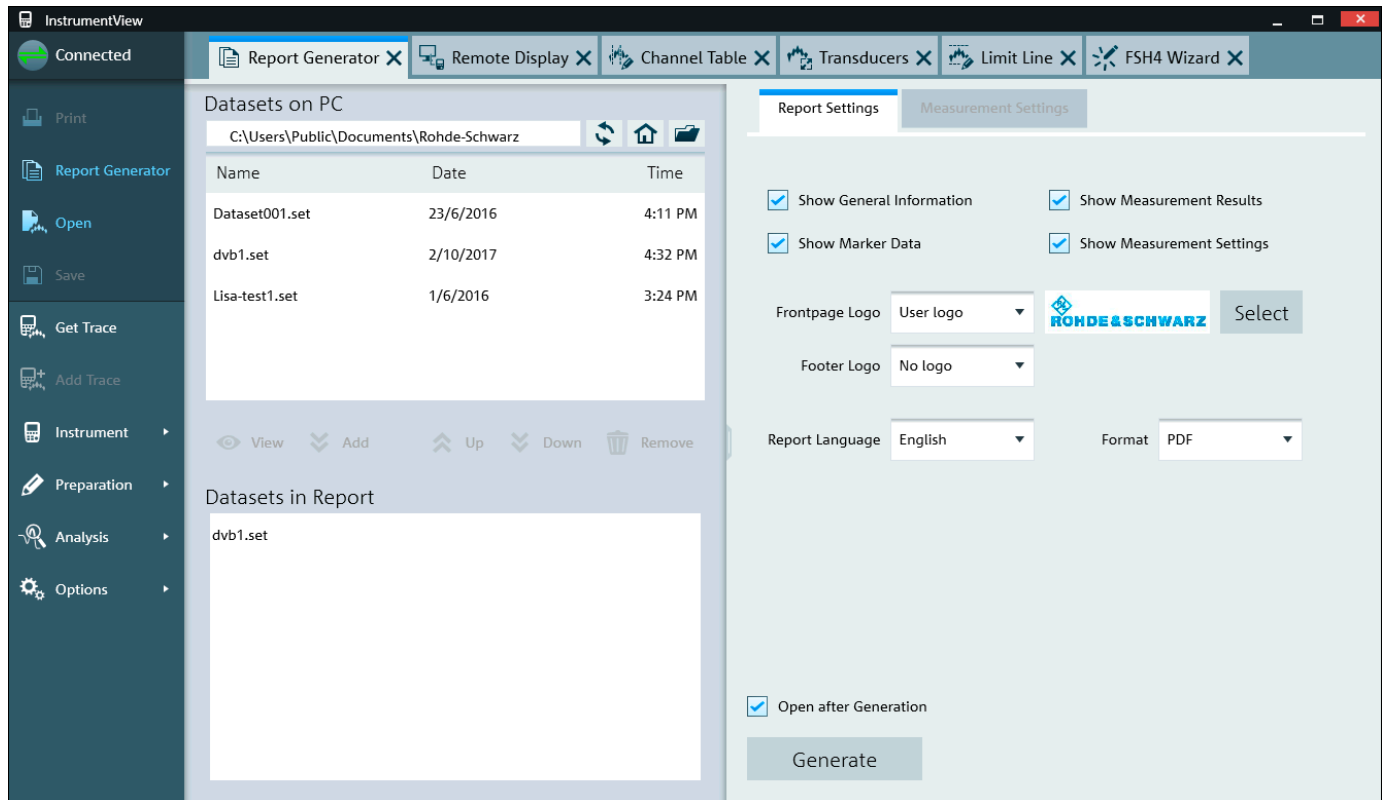 InstrumentView
Connected
Report Generator
Remote Display
Channel Table
Transducers
Limit Line
FSH4 Wizard
Print
Report Generator
Open
Save
Get Trace
Add Trace
Instrument
Preparation
Analysis
Options
Datasets on PC
C:\Users\Public\Documents\Rohde-Schwarz
Name Date Time
Dataset001.set 23/6/2016 4:11 PM
dvb1.set 2/10/2017 4:32 PM
Lisa-test1.set 1/6/2016 3:24 PM
View Add Up Down Remove
Datasets in Report
dvb1.set
Report Settings Measurement Settings
Show General Information Show Measurement Results
Show Marker Data Show Measurement Settings
Frontpage Logo User logo ROHDE&SCHWARZ Select
Footer Logo No logo
Report Language English Format PDF
Open after Generation
Generate